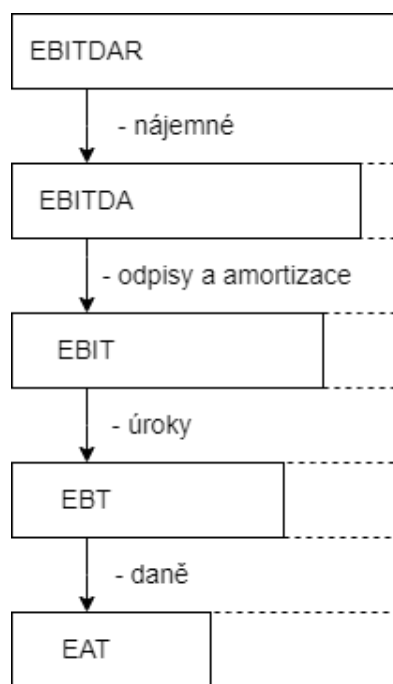 EBITDAR
- nájemné
EBITDA
- odpisy a amortizace
EBIT
- úroky
EBT
- daně
EAT